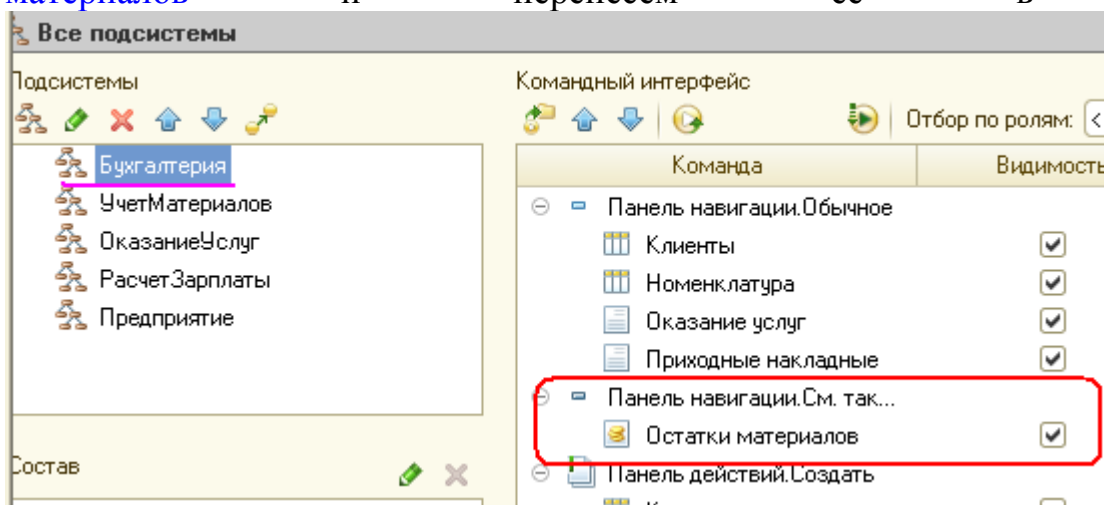 материалов и перенесем ее в
Все подсистемы
Подсистемы
Командный интерфейс
Отбор по ролям: <
Команда Видимость
Бухгалтерия
УчетМатериалов
ОказаниеУслуг
РасчетЗарплаты
Предприятие
Панель навигации.Обычное
Клиенты
Номенклатура
Оказание услуг
Приходные накладные
Панель навигации.См. так...
Остатки материалов
Панель действий.Создать
Состав